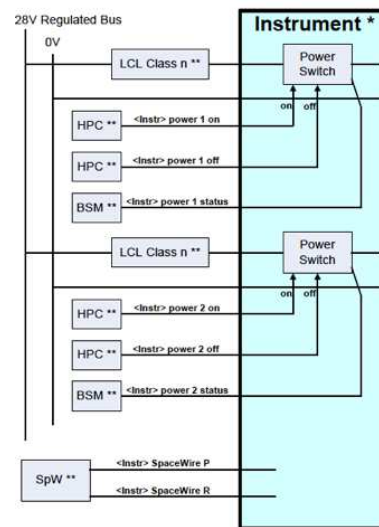 28V Regulated Bus
0V
Instrument *
LCL Class n **
Power
Switch
on off
HPC **
<Instr> power 1 on
HPC **
<Instr> power 1 off
BSM **
<Instr> power 1 status
LCL Class n **
Power
Switch
on off
HPC **
<Instr> power 2 on
HPC **
<Instr> power 2 off
BSM **
<Instr> power 2 status
SpW **
<Instr> SpaceWire P
<Instr> SpaceWire R